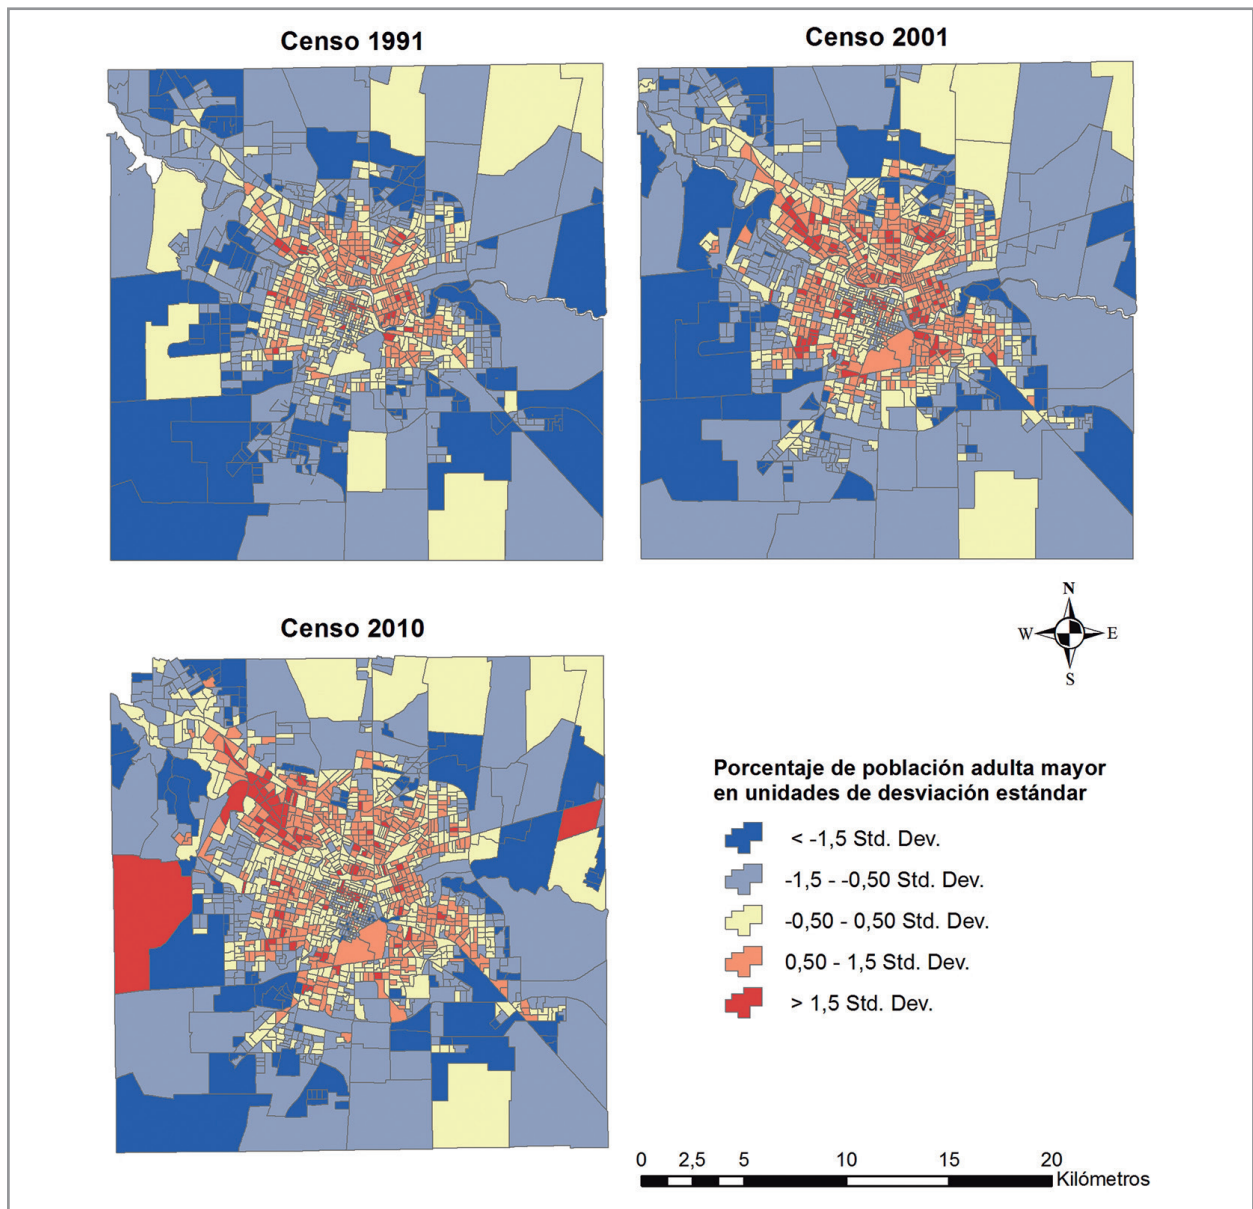 Censo 1991
Censo 2001
Censo 2010
N
W
E
S
Porcentaje de población adulta mayor
en unidades de desviación estándar
< -1,5 Std. Dev.
-1,5 - -0,50 Std. Dev.
-0,50 - 0,50 Std. Dev.
0,50 - 1,5 Std. Dev.
> 1,5 Std. Dev.
0 2,5 5 10 15 20
Kilómetros